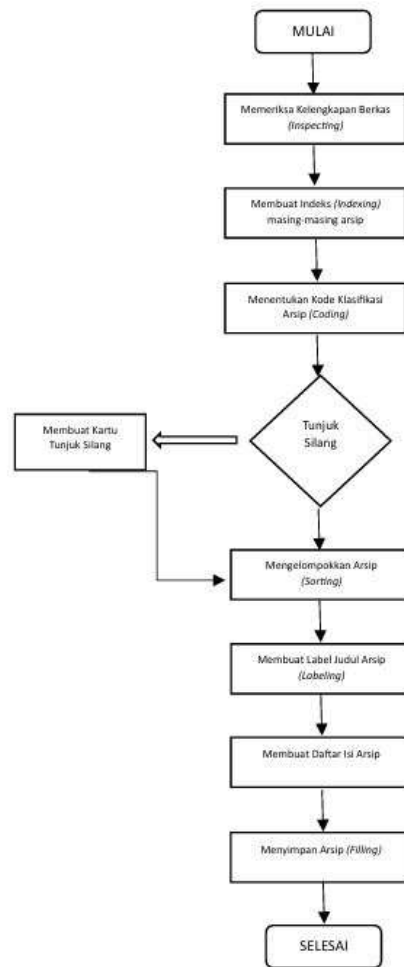 MULAI
Memeriksa Kelengkapan Berkas
(Inspecting)
Membuat Indeks (Indexing)
masing-masing arsip
Menentukan Kode Klasifikasi
Arsip (Coding)
Tunjuk
Silang
Membuat Kartu
Tunjuk Silang
Mengelompokkan Arsip
(Sorting)
Membuat Label Judul Arsip
(Labeling)
Membuat Daftar Isi Arsip
Menyimpan Arsip (Filling)
SELESAI